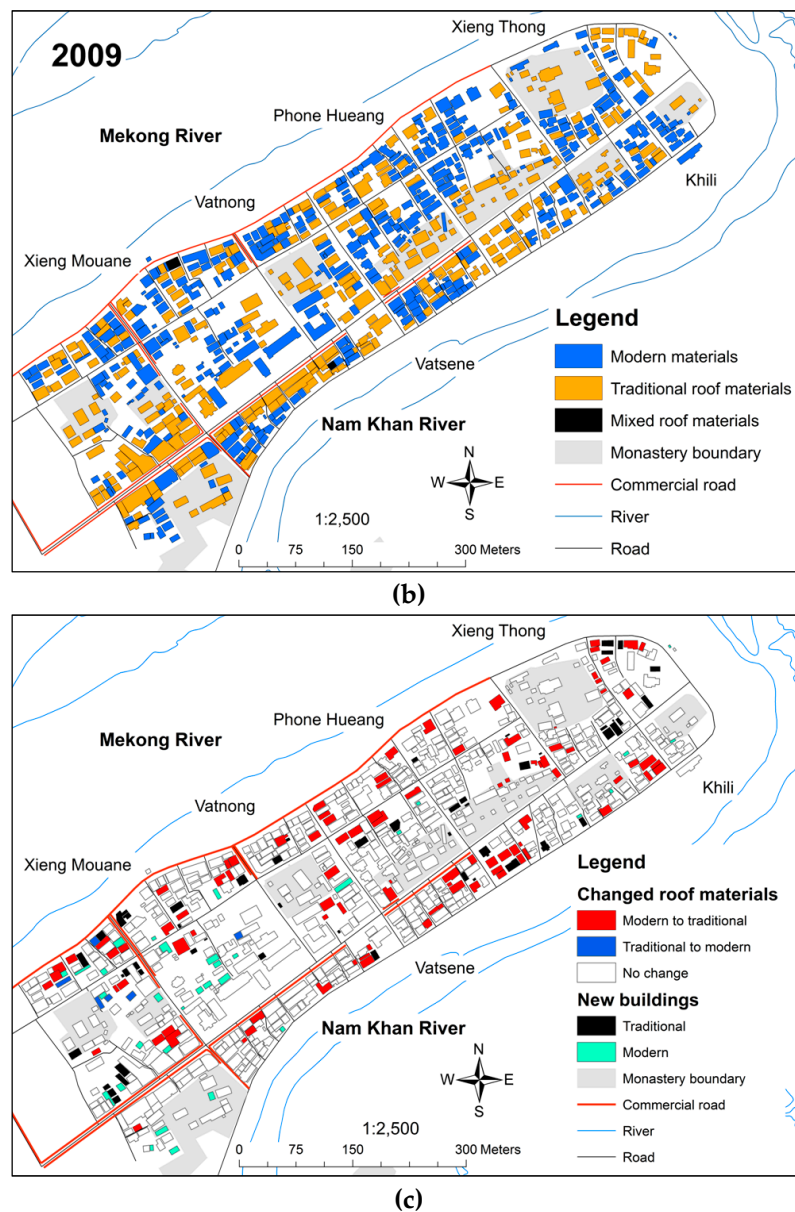 2009
Xieng Thong
Phone Hueang
Mekong River
Vatnong
Khili
Xieng Mouane
Legend
Modern materials
Vatsene
Traditional roof materials
Mixed roof materials
Nam Khan River
Monastery boundary
N
W E
S
Commercial road
1:2,500
River
0 75 150 300 Meters
Road
(b)
Xieng Thong
Phone Hueang
Mekong River
Khili
Vatnong
Xieng Mouane
Legend
Changed roof materials
Modern to traditional
Traditional to modern
Vatsene
No change
New buildings
Nam Khan River
Traditional
N
Modern
W E
Monastery boundary
S
Commercial road
1:2,500
River
0 75 150 300 Meters
Road
(c)